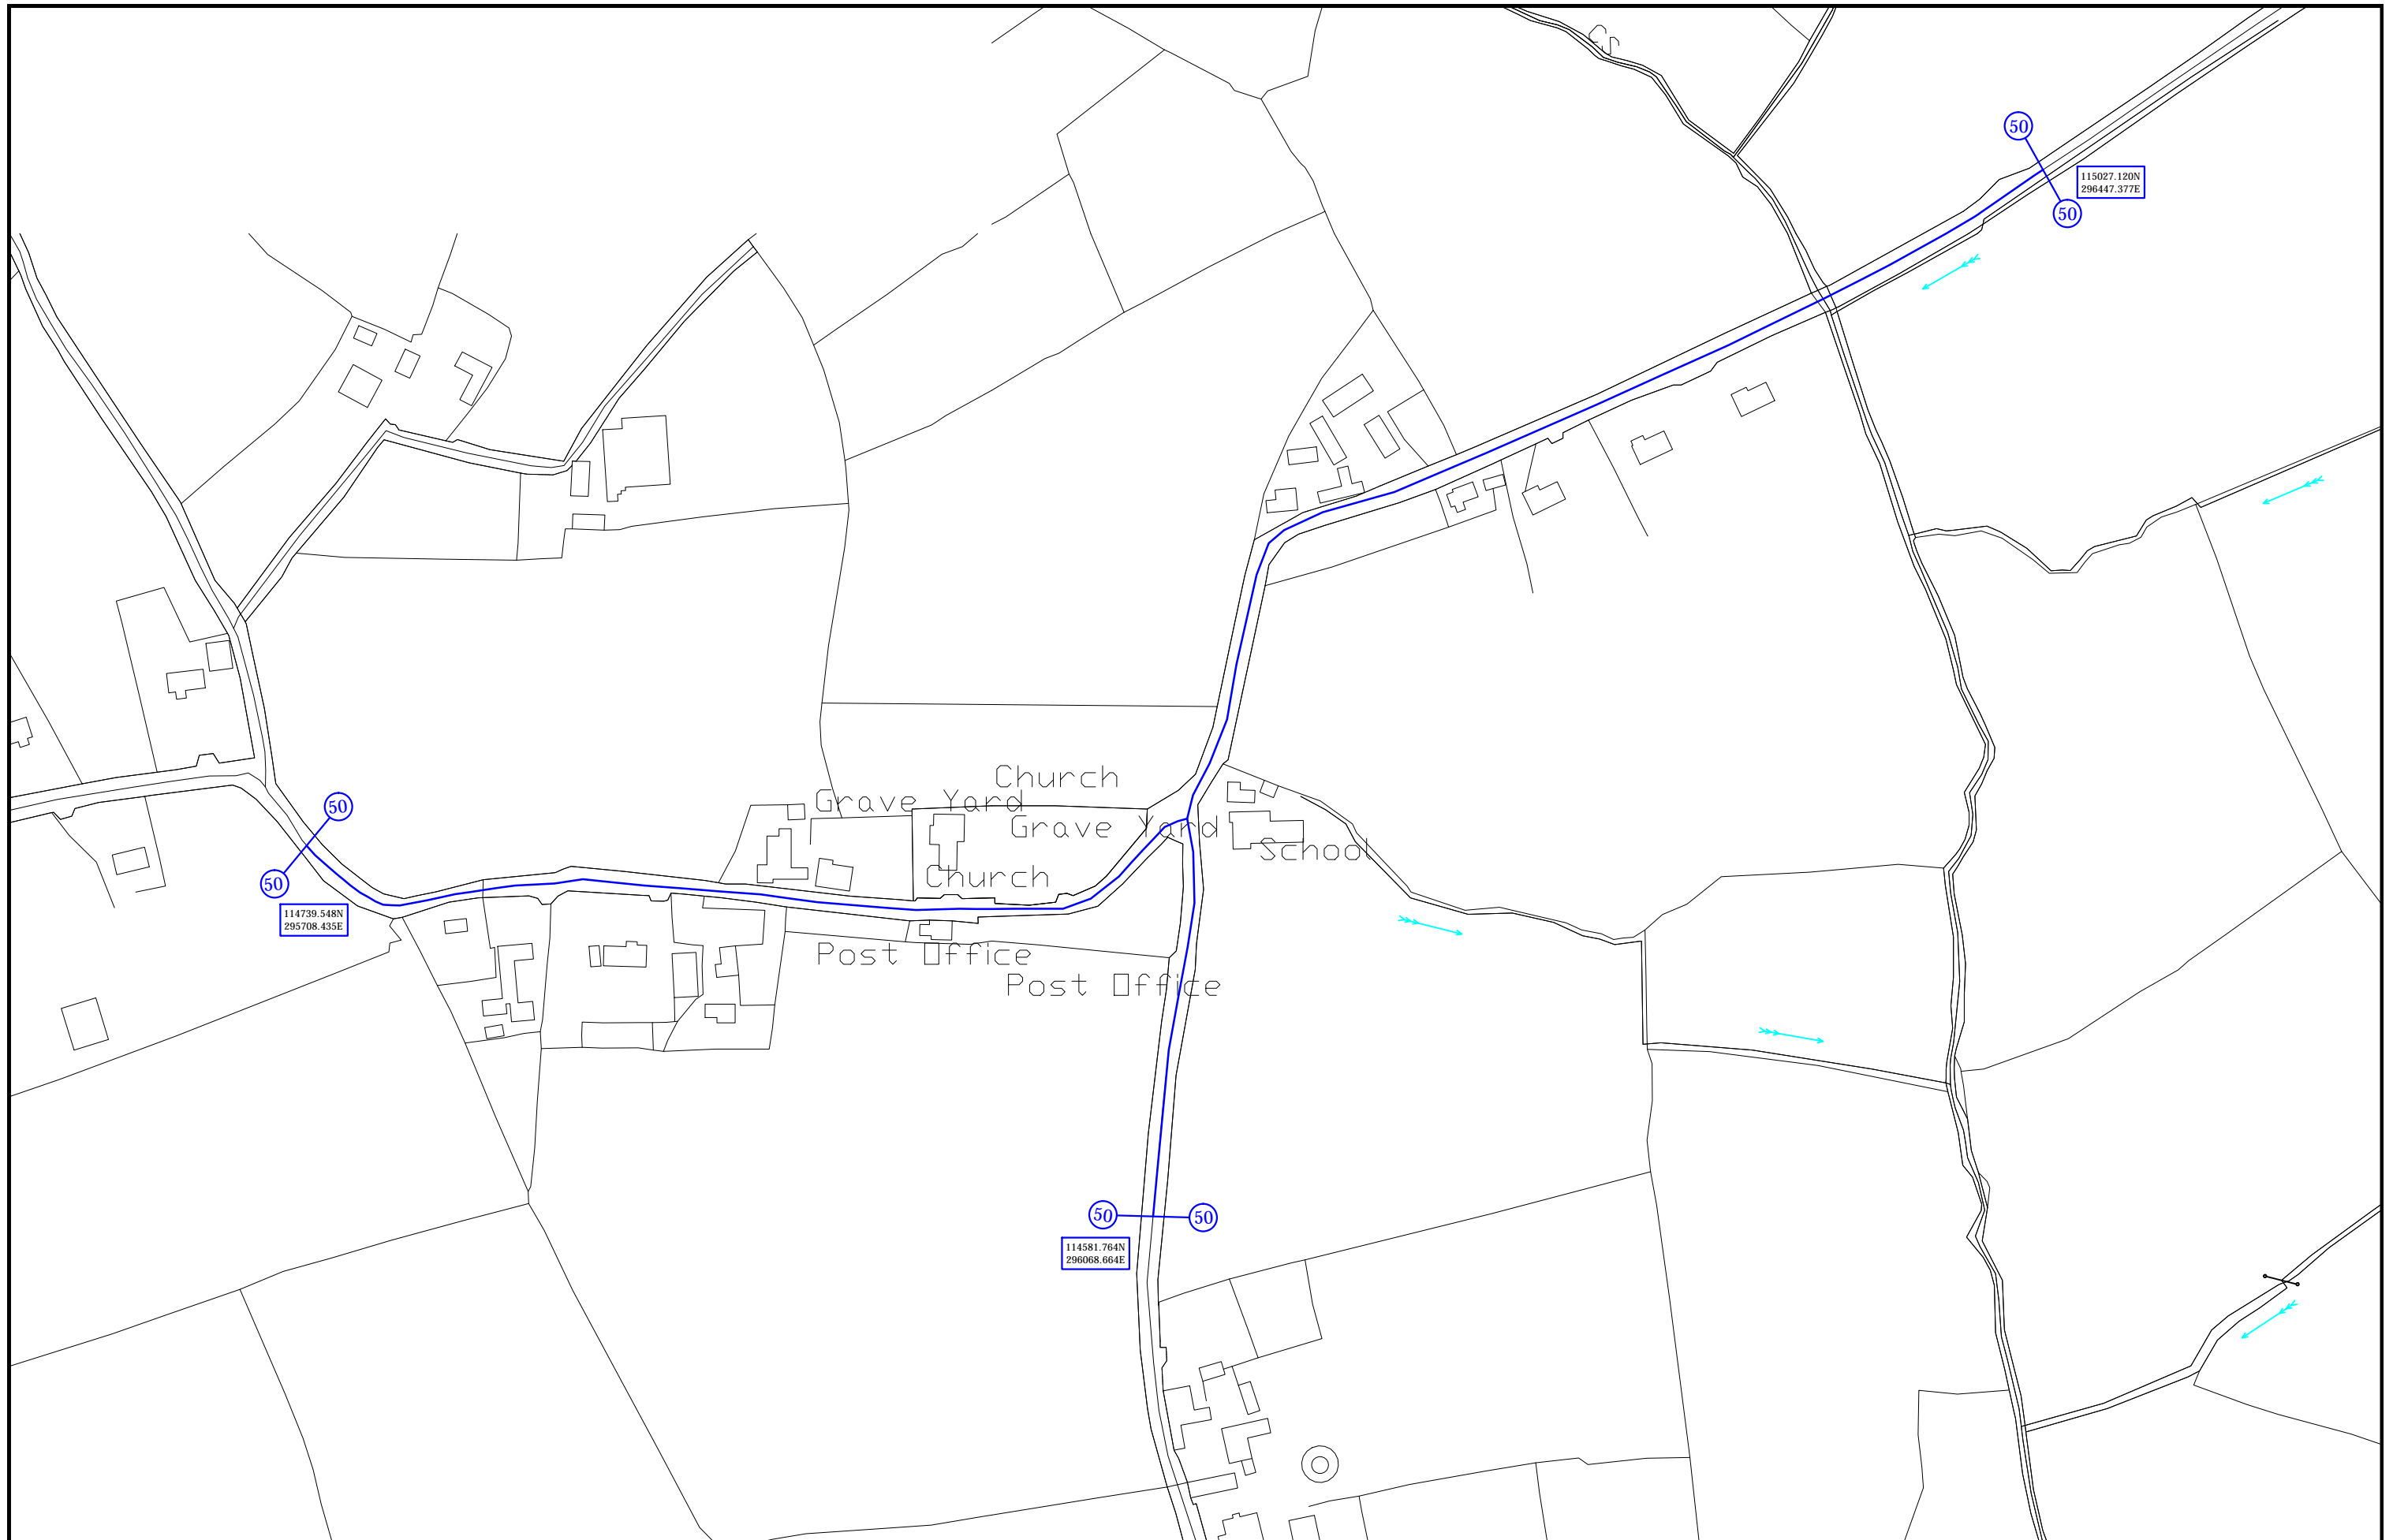 CS
50
115027.120N
296447.377E
50
Church
Grave Yard
50
Grave Yard
School
50
Church
114739.548N
295708.435E
Post Office
Post Office
50
50
114581.764N
296068.664E